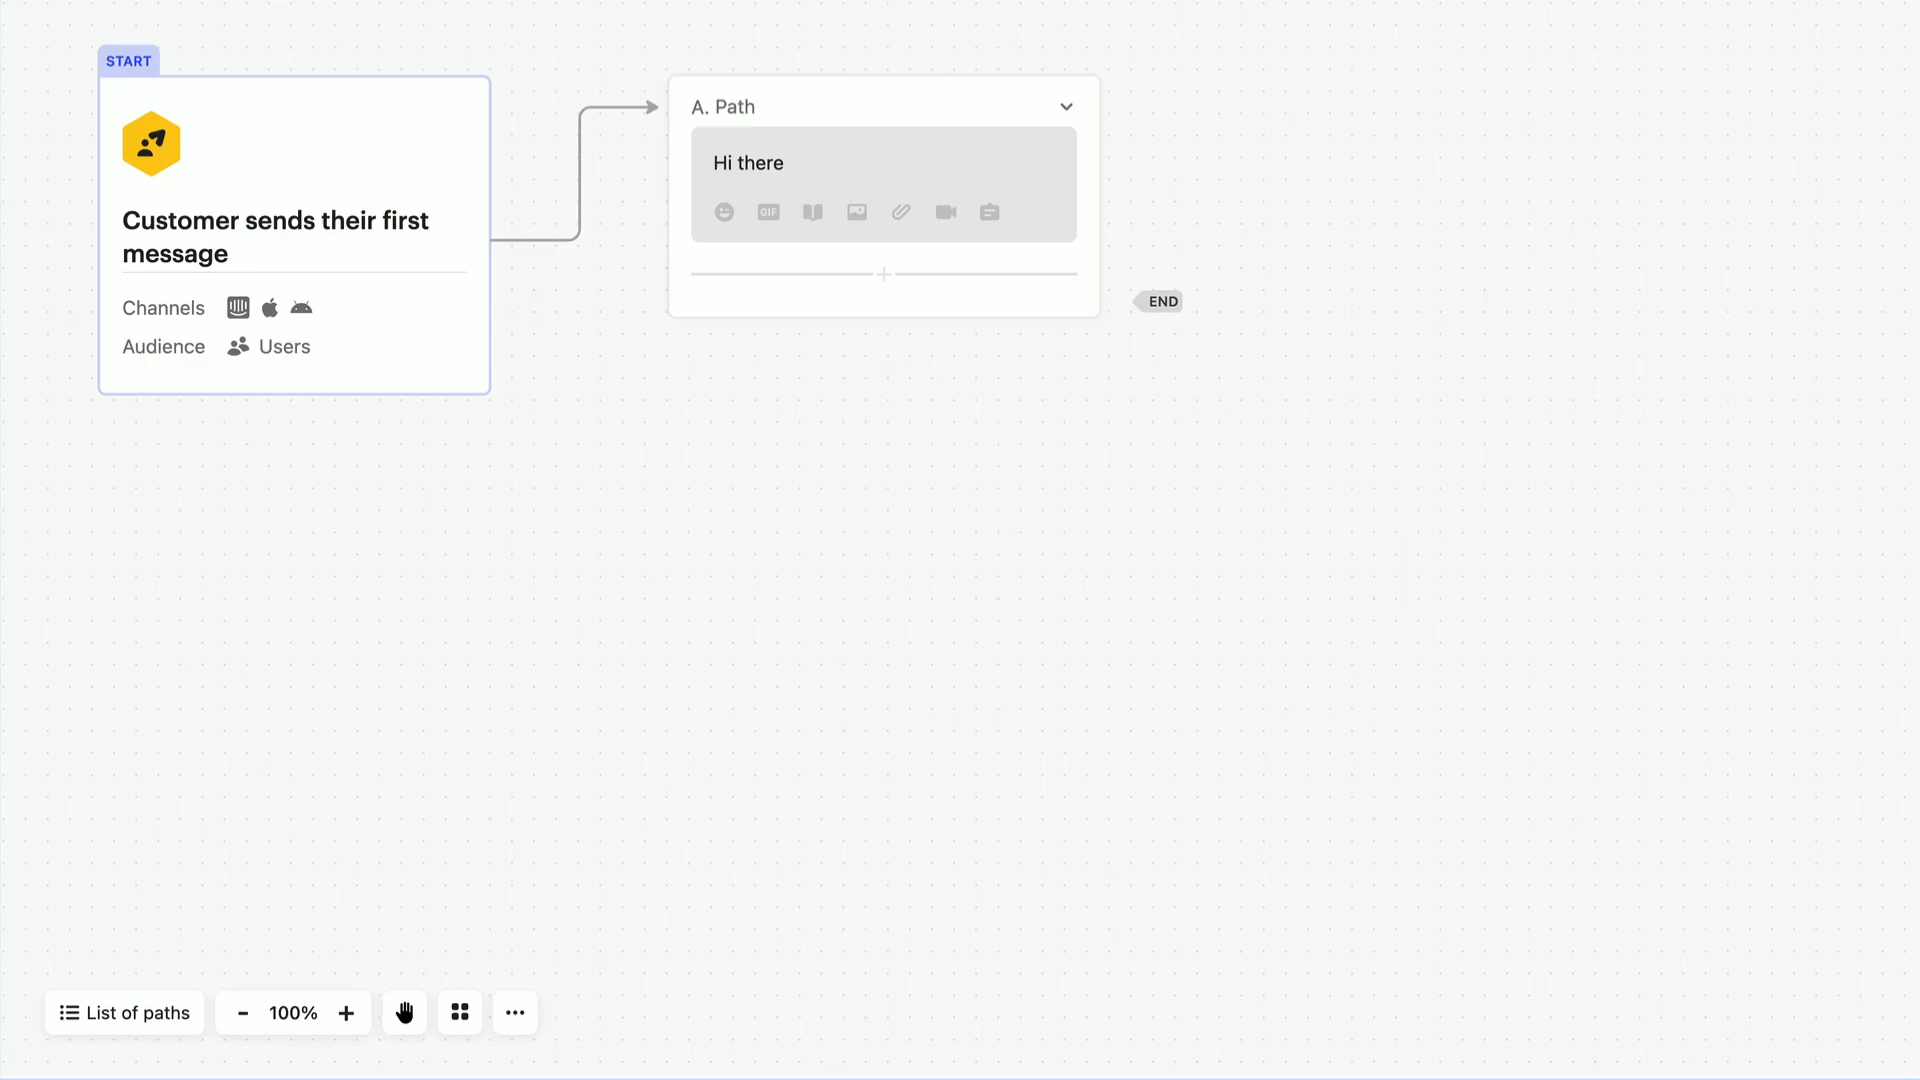 START
Customer sends their first
message
Channels
Audience Users
A. Path
Hi there
GIF
END
List of paths
- 100% +